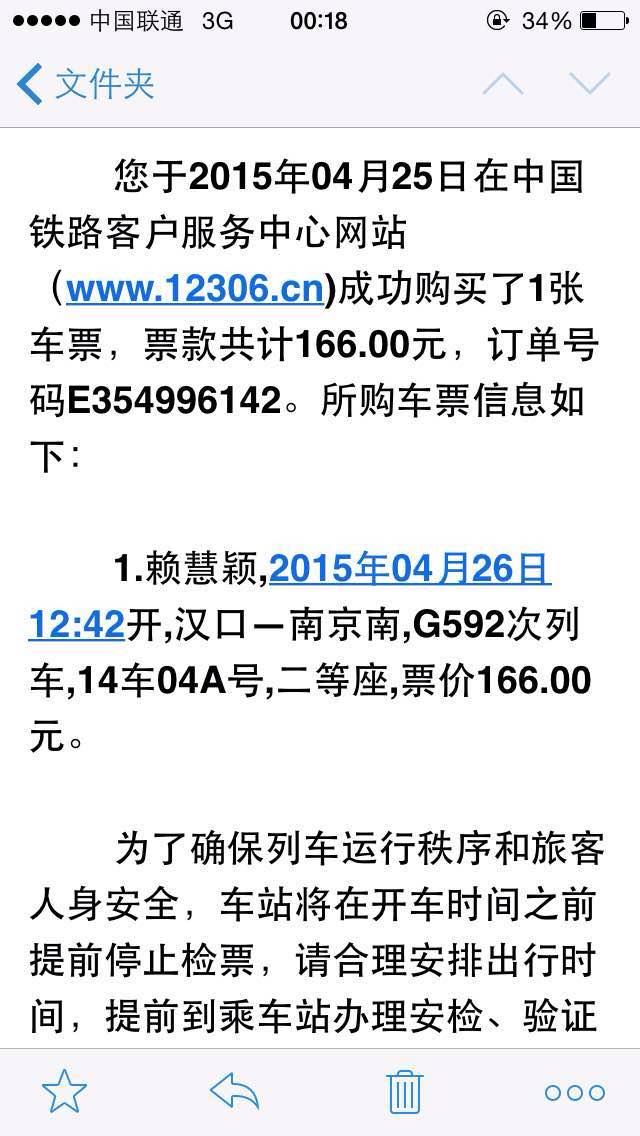 中国联通 3G 00:18 34%
文件夹
您于2015年04月25日在中国
铁路客户服务中心网站
（www.12306.cn)成功购买了1张
车票，票款共计166.00元，订单号
码E354996142。所购车票信息如
下：
1.赖慧颖,2015年04月26日
12:42开,汉口－南京南,G592次列
车,14车04A号,二等座,票价166.00
元。
为了确保列车运行秩序和旅客
人身安全，车站将在开车时间之前
提前停止检票，请合理安排出行时
间，提前到乘车站办理安检、验证